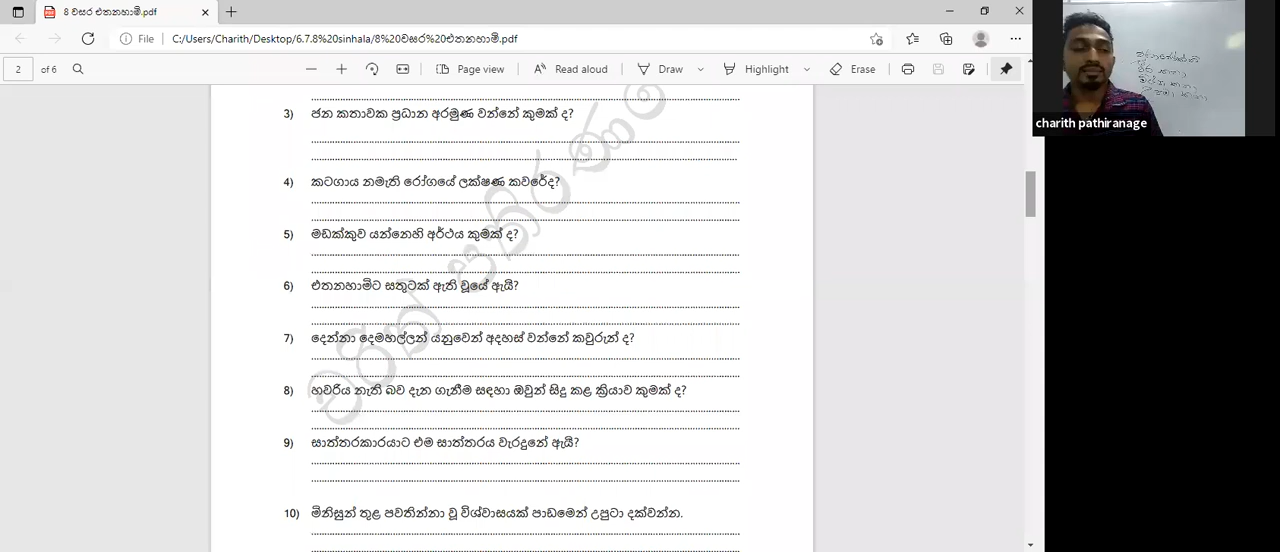 8 වසර එතනහාමි.pdf
File C:/Users/Charith/Desktop/6.7.8%20sinhala/8%20වසර%20එතනහාමි.pdf
2 of 6 Page view Read aloud Draw Highlight Erase
charith pathiranage
3) ජන කතාවක ප්‍රධාන අරමුණ වන්නේ කුමක් ද?
4) කටගාය නමැති රෝගයේ ලක්ෂණ කවරේද?
5) මඩක්කුව යන්නෙහි අර්ථය කුමක් ද?
6) එතනහාමිට සතුටක් ඇති වූයේ ඇයි?
7) දෙන්නා දෙමහල්ලන් යනුවෙන් අදහස් වන්නේ කවුරුන් ද?
8) හවරිය නැති බව දැන ගැනීම සඳහා ඔවුන් සිදු කළ ක්‍රියාව කුමක් ද?
9) සාත්තරකාරයාට එම සාත්තරය වැරදුනේ ඇයි?
10) මිනිසුන් තුළ පවතින්නා වූ විශ්වාසයක් පාඩමෙන් උපුටා දක්වන්න.
චරිත් පතිරණ